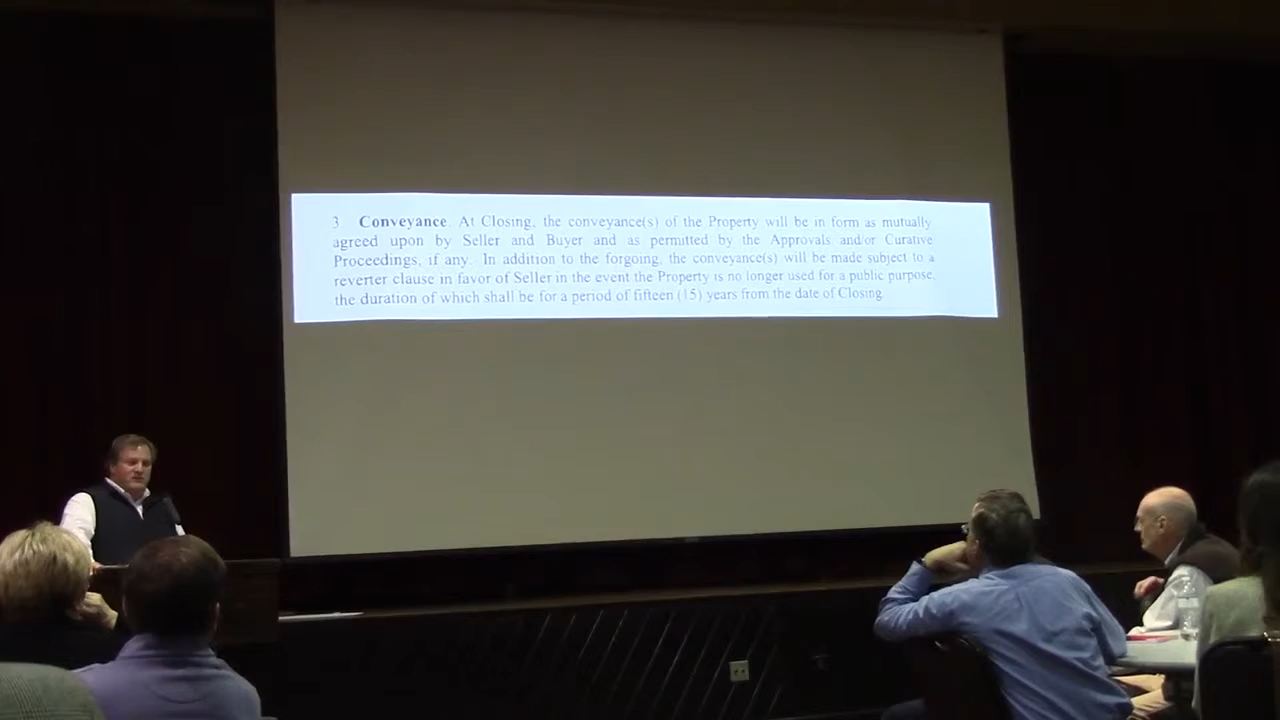 3. Conveyance. At Closing, the conveyance(s) of the Property will be in form as mutually
agreed upon by Seller and Buyer and as permitted by the Approvals and/or Curative
Proceedings, if any. In addition to the forgoing, the conveyance(s) will be made subject to a
reverter clause in favor of Seller in the event the Property is no longer used for a public purpose,
the duration of which shall be for a period of fifteen (15) years from the date of Closing.